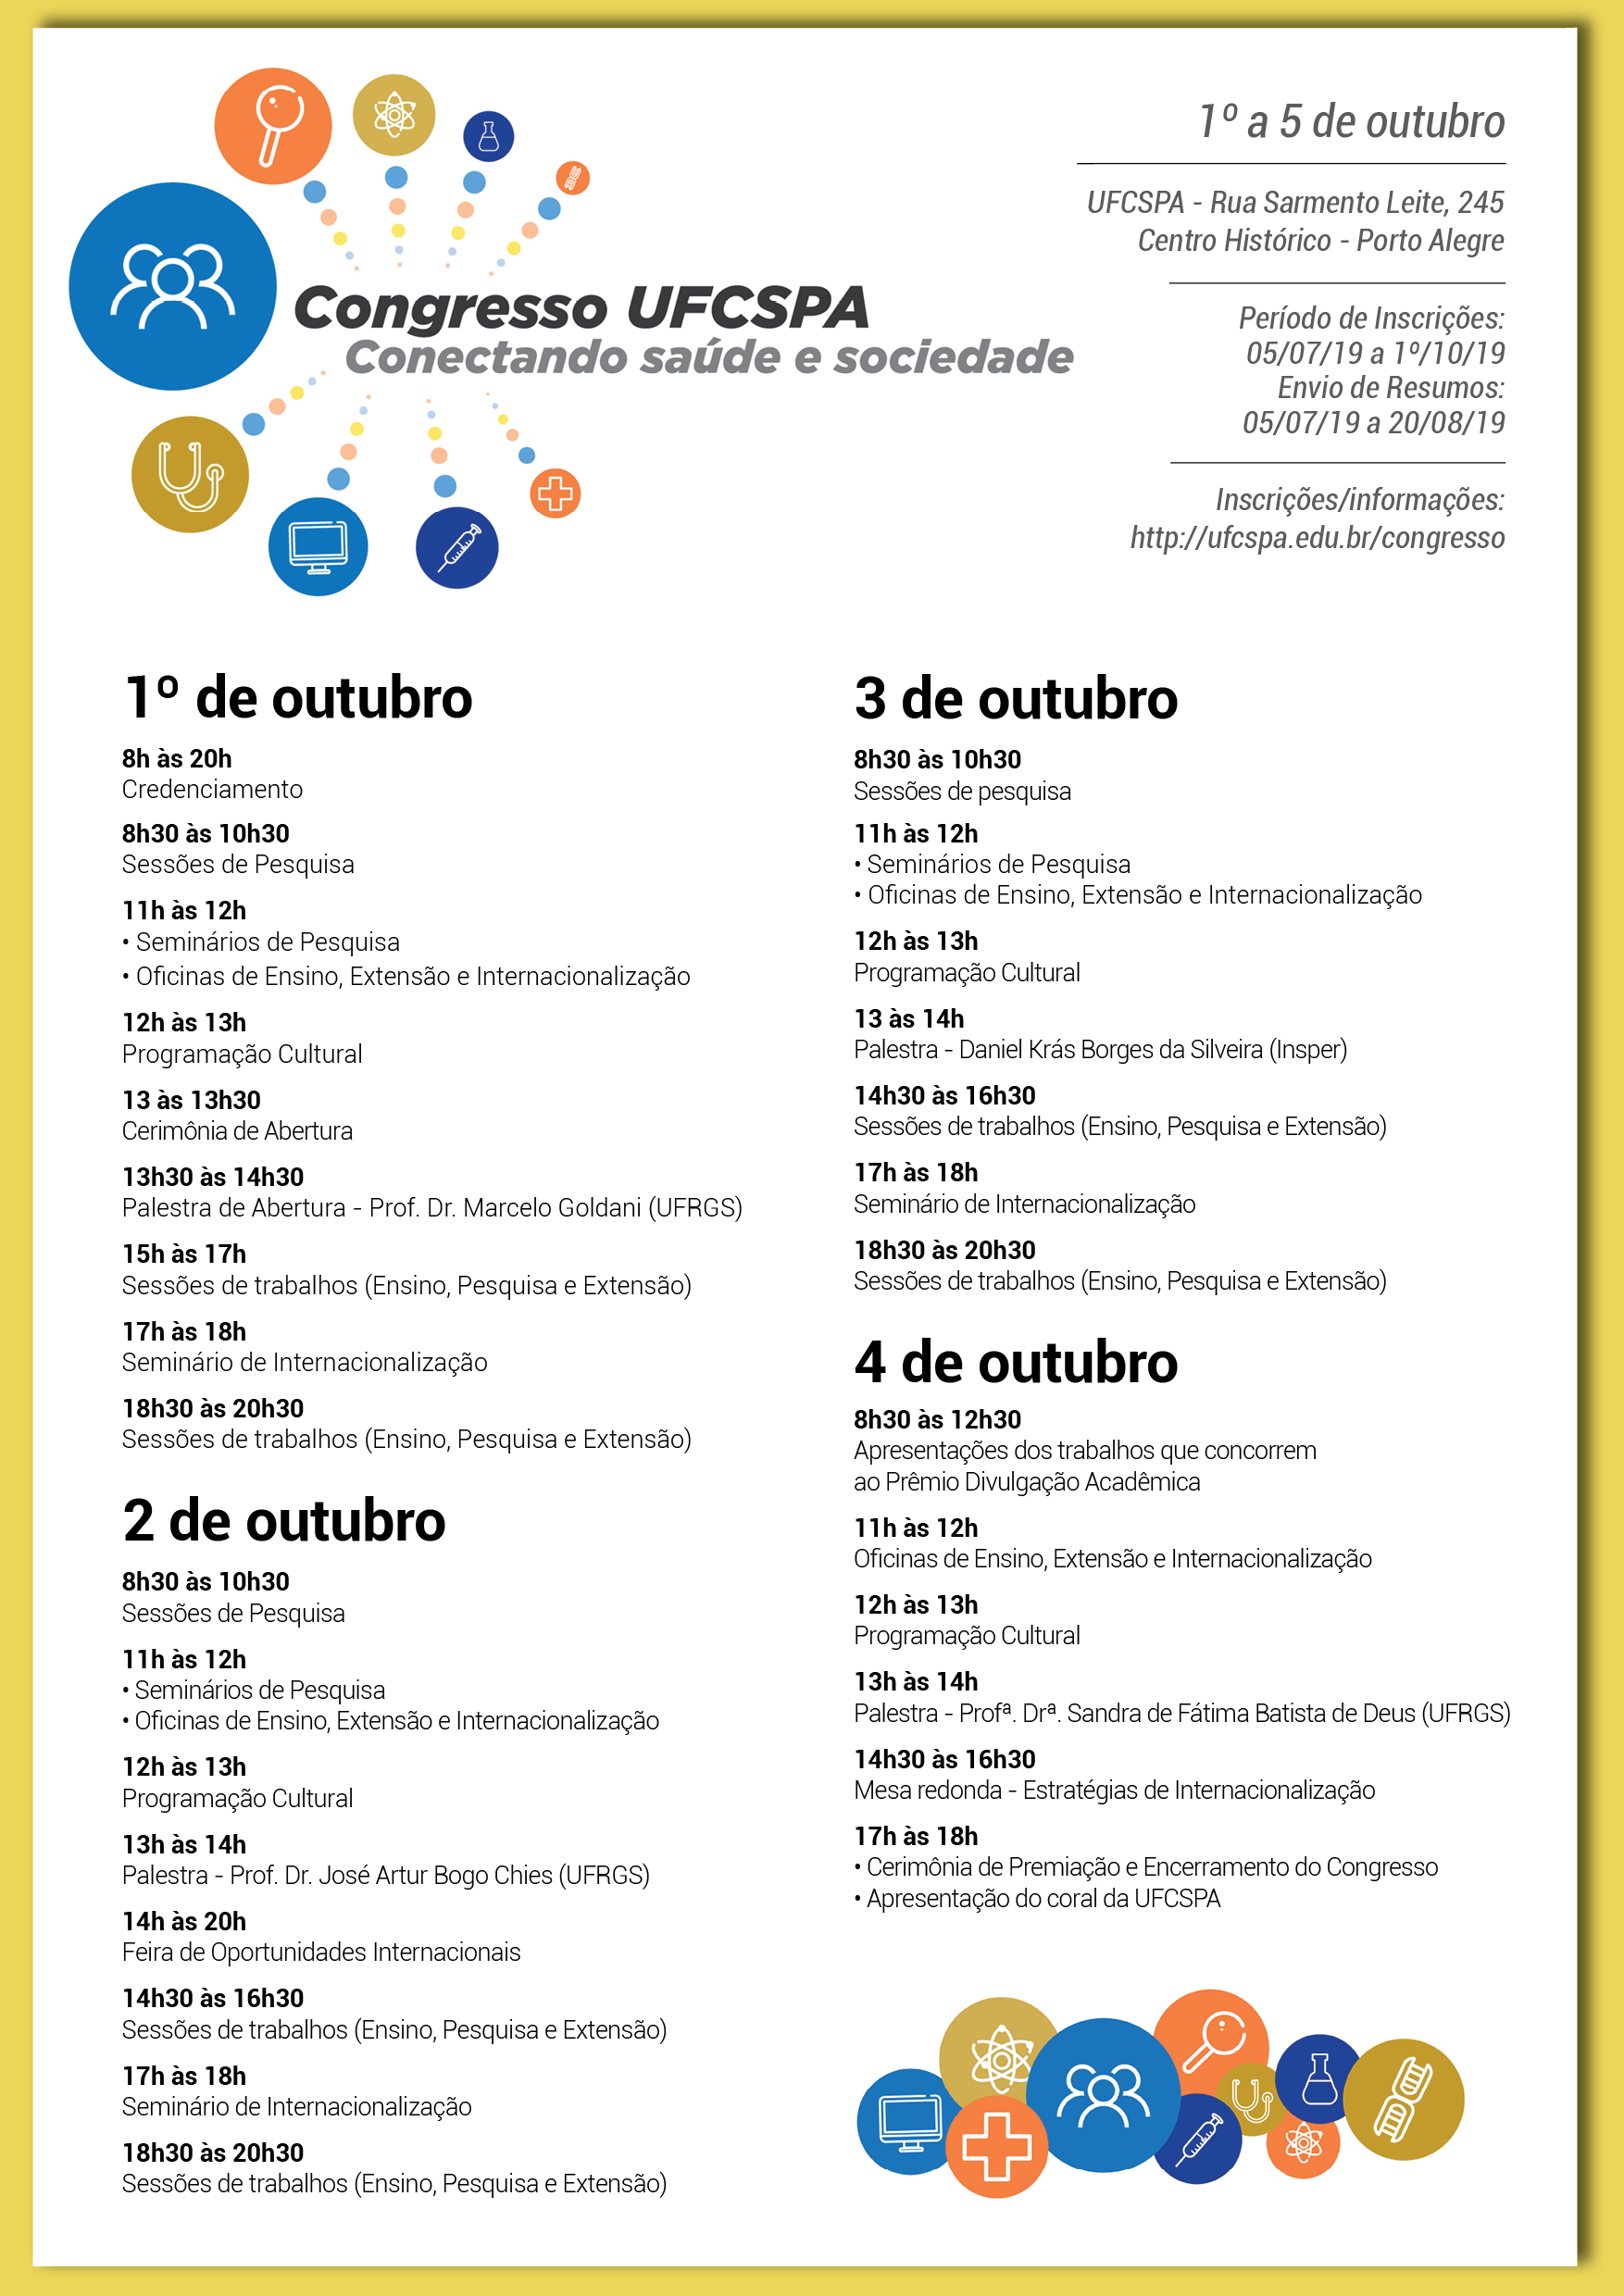 1º a 5 de outubro
UFCSPA - Rua Sarmento Leite, 245
Centro Histórico - Porto Alegre
Congresso UFCSPA
Conectando saúde e sociedade
Período de Inscrições:
05/07/19 a 1º/10/19
Envio de Resumos:
05/07/19 a 20/08/19
Inscrições/informações:
http://ufcspa.edu.br/congresso
1º de outubro
8h às 20h
Credenciamento
8h30 às 10h30
Sessões de Pesquisa
11h às 12h
• Seminários de Pesquisa
• Oficinas de Ensino, Extensão e Internacionalização
12h às 13h
Programação Cultural
13 às 13h30
Cerimônia de Abertura
13h30 às 14h30
Palestra de Abertura - Prof. Dr. Marcelo Goldani (UFRGS)
15h às 17h
Sessões de trabalhos (Ensino, Pesquisa e Extensão)
17h às 18h
Seminário de Internacionalização
18h30 às 20h30
Sessões de trabalhos (Ensino, Pesquisa e Extensão)
2 de outubro
8h30 às 10h30
Sessões de Pesquisa
11h às 12h
• Seminários de Pesquisa
• Oficinas de Ensino, Extensão e Internacionalização
12h às 13h
Programação Cultural
13h às 14h
Palestra - Prof. Dr. José Artur Bogo Chies (UFRGS)
14h às 20h
Feira de Oportunidades Internacionais
14h30 às 16h30
Sessões de trabalhos (Ensino, Pesquisa e Extensão)
17h às 18h
Seminário de Internacionalização
18h30 às 20h30
Sessões de trabalhos (Ensino, Pesquisa e Extensão)
3 de outubro
8h30 às 10h30
Sessões de pesquisa
11h às 12h
• Seminários de Pesquisa
• Oficinas de Ensino, Extensão e Internacionalização
12h às 13h
Programação Cultural
13 às 14h
Palestra - Daniel Krás Borges da Silveira (Insper)
14h30 às 16h30
Sessões de trabalhos (Ensino, Pesquisa e Extensão)
17h às 18h
Seminário de Internacionalização
18h30 às 20h30
Sessões de trabalhos (Ensino, Pesquisa e Extensão)
4 de outubro
8h30 às 12h30
Apresentações dos trabalhos que concorrem
ao Prêmio Divulgação Acadêmica
11h às 12h
Oficinas de Ensino, Extensão e Internacionalização
12h às 13h
Programação Cultural
13h às 14h
Palestra - Profª. Drª. Sandra de Fátima Batista de Deus (UFRGS)
14h30 às 16h30
Mesa redonda - Estratégias de Internacionalização
17h às 18h
• Cerimônia de Premiação e Encerramento do Congresso
• Apresentação do coral da UFCSPA